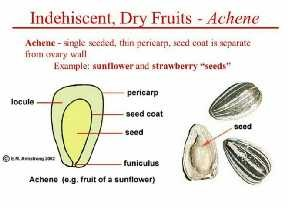 Indehiscent, Dry Fruits - Achene
Achene - single seeded, thin pericarp, seed coat is separate
from ovary wall
Example: sunflower and strawberry “seeds”
pericarp
locule
seed coat
seed
seed
funiculus
© E.M. Armstrong 2002
Achene (e.g. fruit of a sunflower)